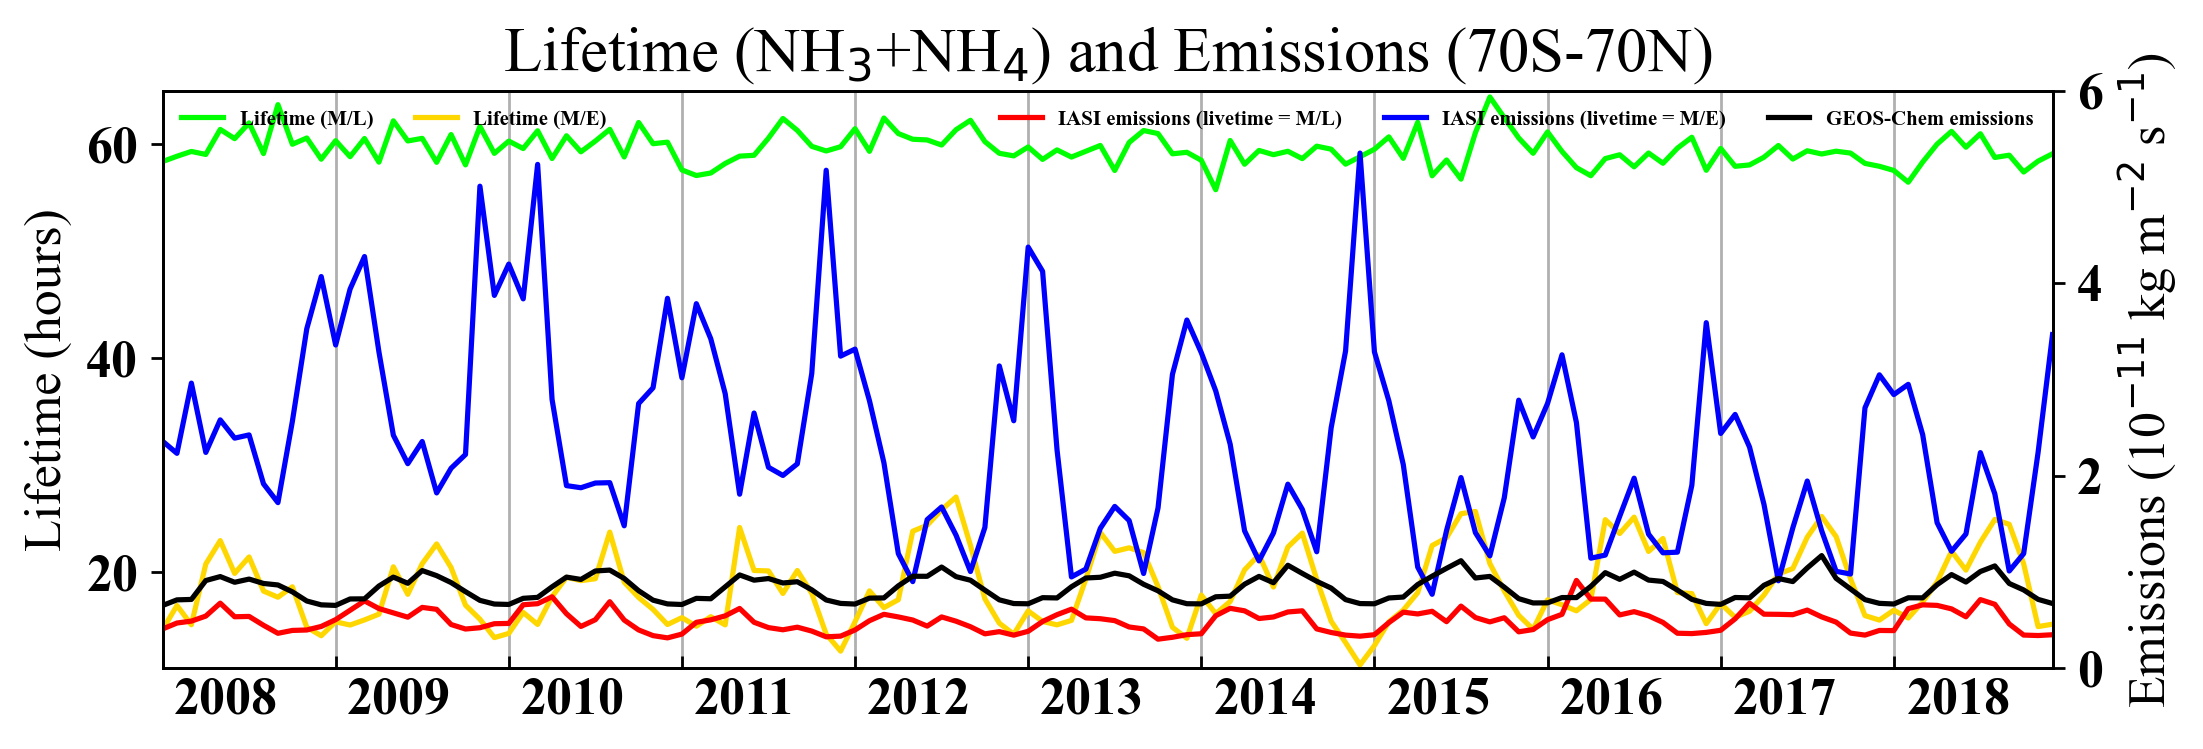 Lifetime (NH₃+NH₄) and Emissions (70S-70N)
Lifetime (M/L) Lifetime (M/E) IASI emissions (livetime = M/L) IASI emissions (livetime = M/E) GEOS-Chem emissions
Lifetime (hours)
60
40
20
6
4
2
0
Emissions (10⁻¹¹ kg m⁻² s⁻¹)
2008 2009 2010 2011 2012 2013 2014 2015 2016 2017 2018